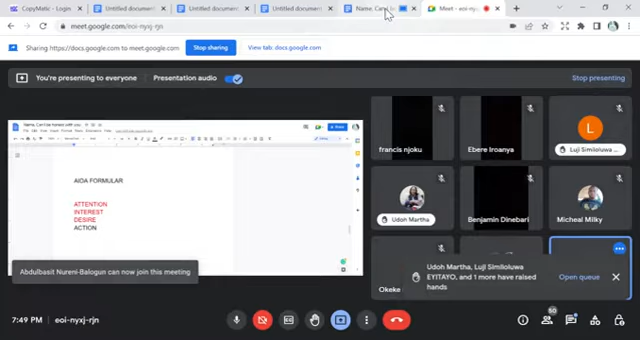 CopyMatic
Untitled document
Untitled document
Untitled document
Name, Can I
Meet - eoi-nyxj
meet.google.com/eoi-nyxj-rjn
Sharing https://docs.google.com to meet.google.com
Stop sharing
View tab: docs.google.com
You're presenting to everyone
Presentation audio
Stop presenting
AIDA FORMULAR
ATTENTION
INTEREST
DESIRE
ACTION
francis njoku
Ebere Iroanya
L
Luji Similoluwa ...
Udoh Martha
Benjamin Dinebari
Micheal Milky
Okeke
Abdulbasit Nureni-Balogun can now join this meeting
Udoh Martha, Luji Similoluwa
EYITAYO, and 1 more have raised
hands
Open queue
7:49 PM
eoi-nyxj-rjn
60